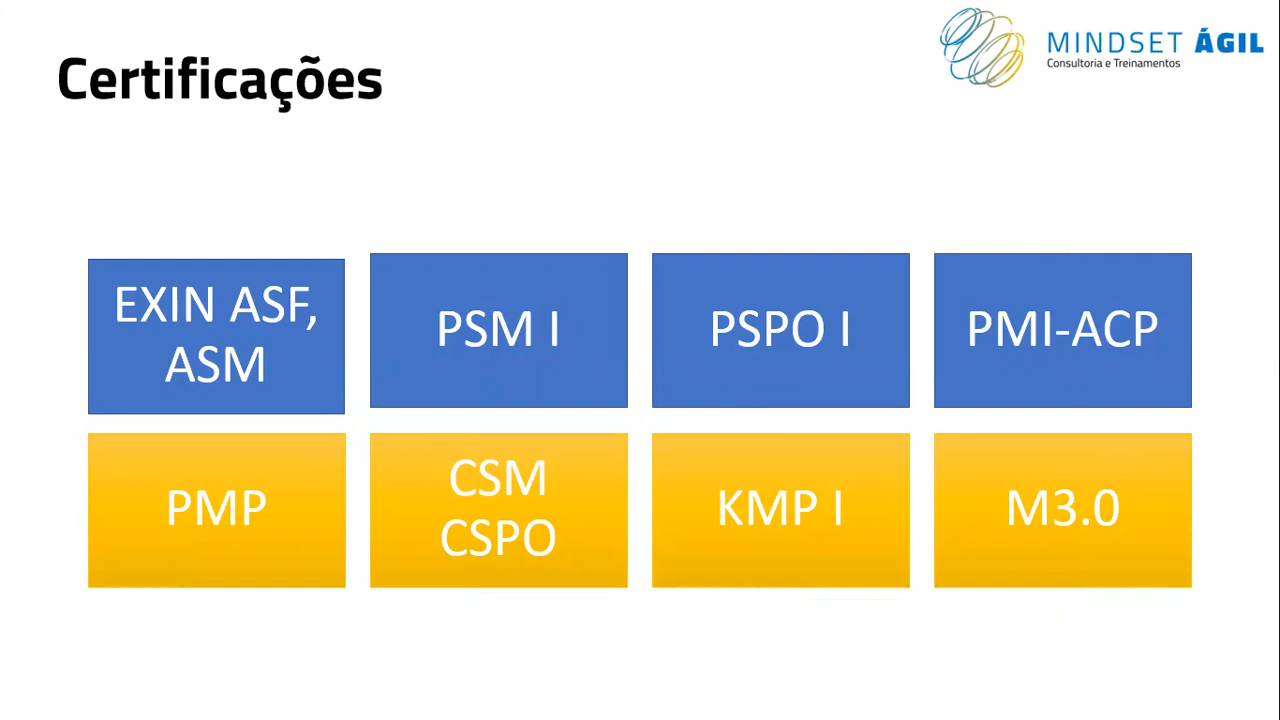 Certificações
MINDSET ÁGIL
Consultoria e Treinamentos
EXIN ASF,
ASM
PSM I
PSPO I
PMI-ACP
PMP
CSM
CSPO
KMP I
M3.0